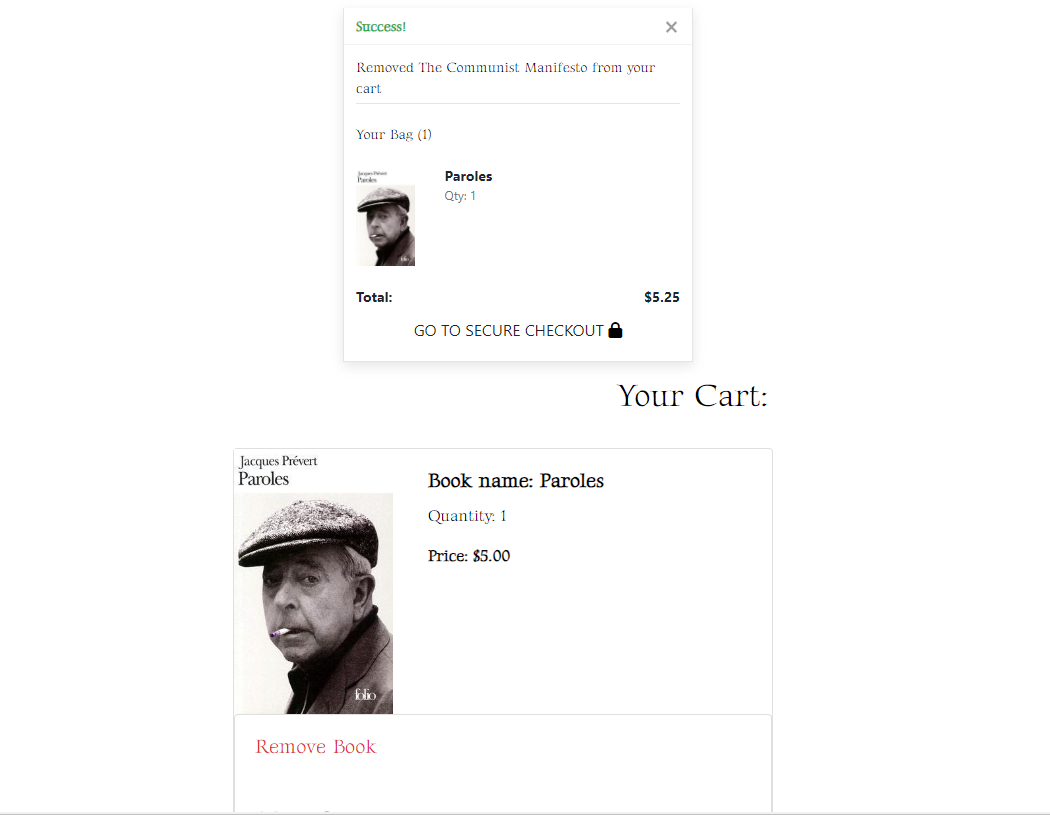 Success!
×
Removed The Communist Manifesto from your
cart
Your Bag (1)
Jacques Prévert
Paroles
folio
Paroles
Qty: 1
Total: $5.25
GO TO SECURE CHECKOUT
Your Cart:
Jacques Prévert
Paroles
folio
Book name: Paroles
Quantity: 1
Price: $5.00
Remove Book